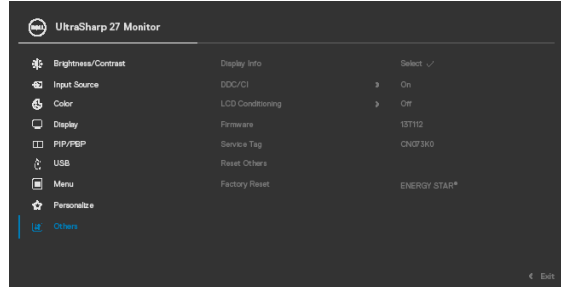 DELL UltraSharp 27 Monitor
Brightness/Contrast Display Info Select ✓
Input Source DDC/CI On
Color LCD Conditioning Off
Display Firmware 13T112
PIP/PBP Service Tag CN073K0
USB Reset Others
Menu Factory Reset ENERGY STAR®
Personalize
Others
Exit